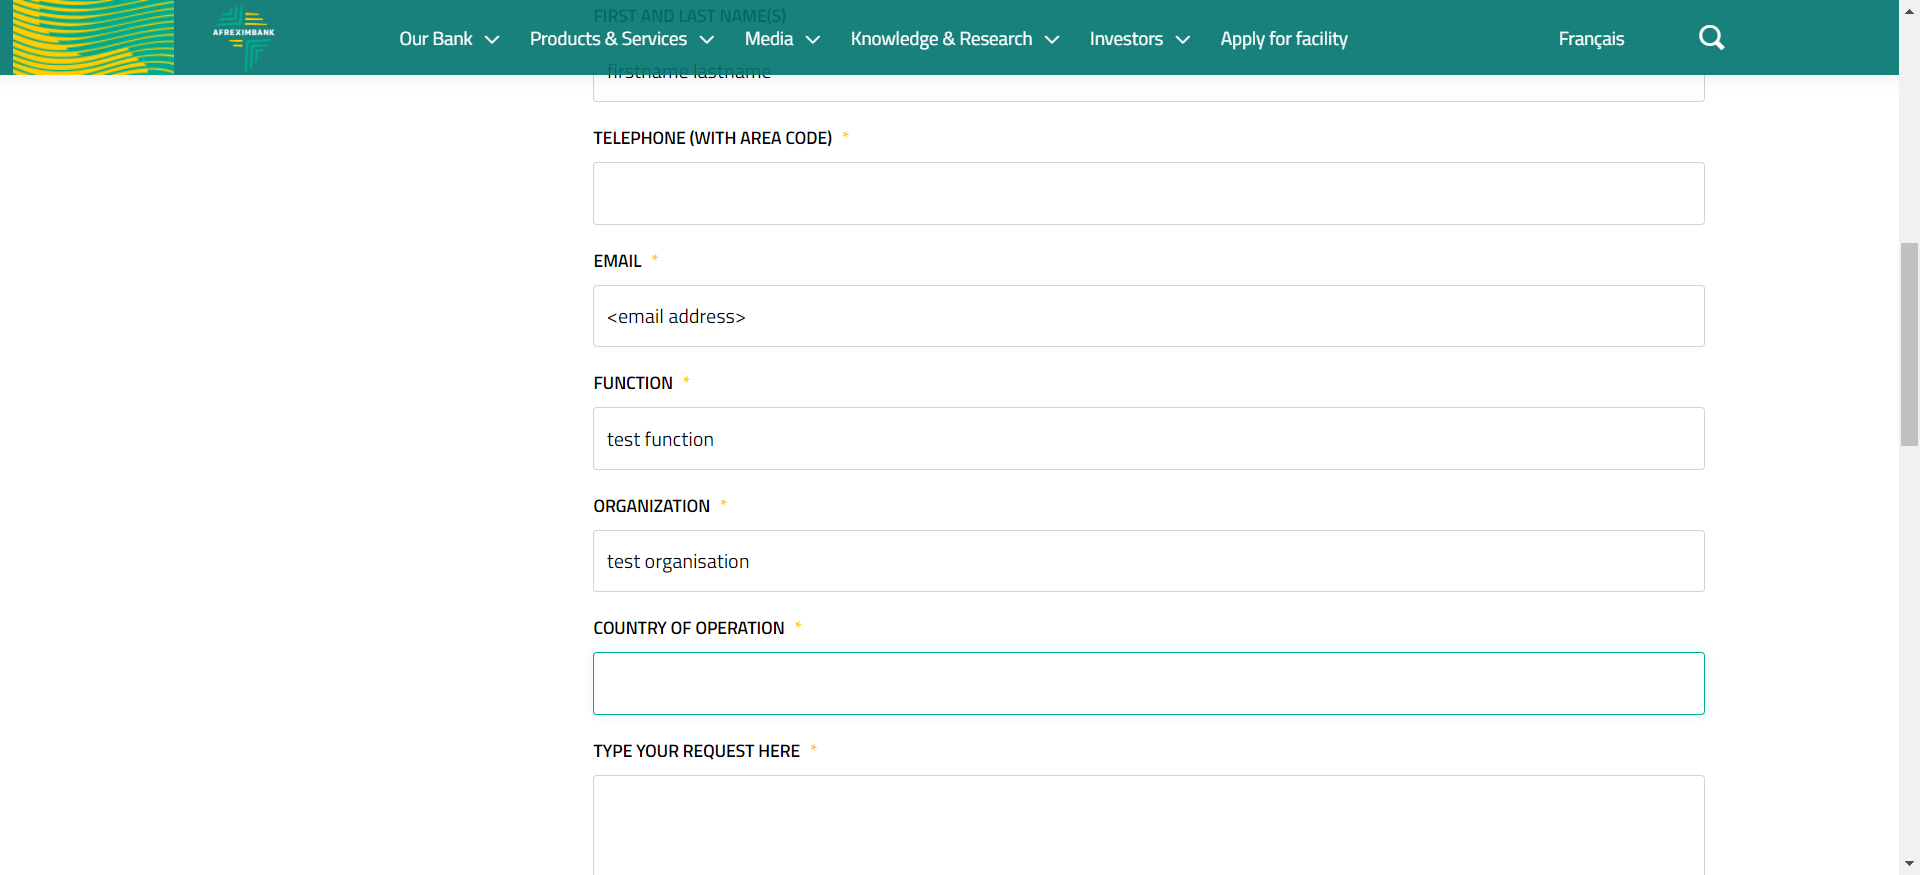 FIRST AND LAST NAME(S) *
AFREXIMBANK
Our Bank
Products & Services
Media
Knowledge & Research
Investors
Apply for facility
Français
firstname lastname
TELEPHONE (WITH AREA CODE) *
EMAIL *
<email address>
FUNCTION *
test function
ORGANIZATION *
test organisation
COUNTRY OF OPERATION *
TYPE YOUR REQUEST HERE *